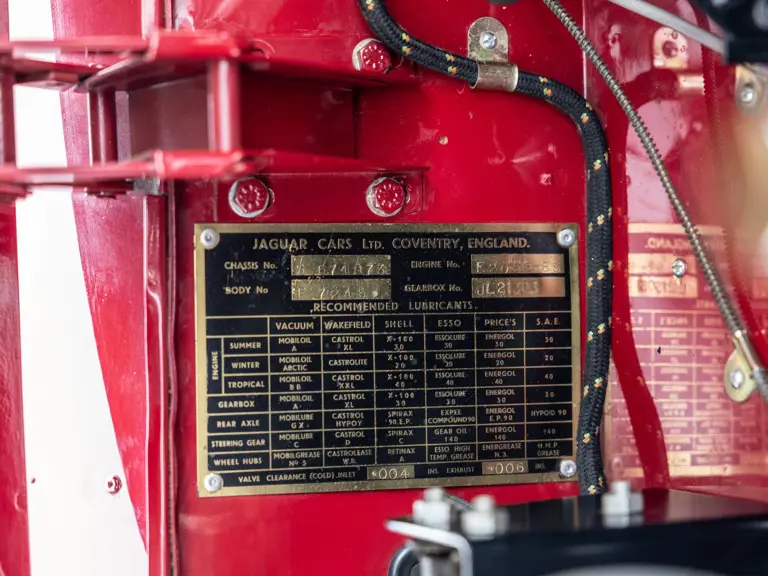 JAGUAR CARS LTD. COVENTRY, ENGLAND.
CHASSIS No. ENGINE No.
BODY No GEARBOX No.
RECOMMENDED LUBRICANTS.
VACUUM WAKEFIELD SHELL ESSO PRICE'S S.A.E.
ENGINE
SUMMER MOBILOIL A CASTROL XL X-100 30 ESSOLUBE 30 ENERGOL 30 30
WINTER MOBILOIL ARCTIC CASTROLITE X-100 20 ESSOLUBE 20 ENERGOL 20 20
TROPICAL MOBILOIL BB CASTROL XXL X-100 40 ESSOLUBE 40 ENERGOL 40 40
GEARBOX MOBILOIL A CASTROL XL X-100 30 ESSOLUBE 30 ENERGOL 30 30
REAR AXLE MOBILUBE GX. CASTROL HYPOY SPIRAX 90.E.P. EXPEE COMPOUND90 ENERGOL E.P.90 HYPOID 90
STEERING GEAR MOBILUBE C CASTROL D SPIRAX C GEAR OIL 140 ENERGOL 140 140
WHEEL HUBS MOBILGREASE No 5 CASTROLEASE W.B. RETINAX A ESSO HIGH TEMP. GREASE ENERGREASE N.3. H.M.P. GREASE
VALVE CLEARANCE (COLD) INLET .004 INS. EXHAUST .006 INS.